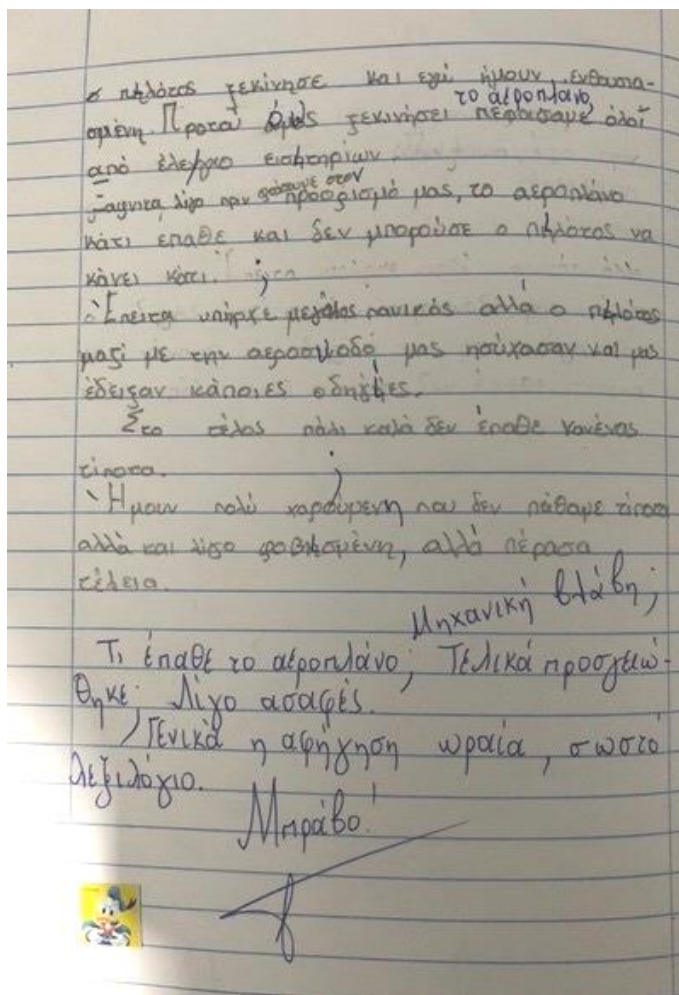 ο πιλότος ξεκίνησε και εγώ ήμουν ενθουσια-
σμένη. Προτού όμως ξεκινήσει το αεροπλάνο περάσαμε όλοι
από έλεγχο εισιτηρίων.
Ξαφνικά, λίγο πριν φτάσουμε στον προορισμό μας, το αεροπλάνο
κάτι έπαθε και δεν μπορούσε ο πιλότος να
κάνει κάτι. ;
Έπειτα υπήρχε μεγάλος πανικός αλλά ο πιλότος
μαζί με την αεροσυνοδό μας ησύχασαν και μας
έδειξαν κάποιες οδηγίες.
Στο τέλος πάλι καλά δεν έπαθε κανένας
τίποτα. ;
Ήμουν πολύ χαρούμενη που δεν πάθαμε τίποτα
αλλά και λίγο φοβισμένη, αλλά πέρασα
τέλεια.
Μηχανική βλάβη;
Τι έπαθε το αεροπλάνο; Τελικά προσγειώ-
θηκε; Λίγο ασαφές.
Γενικά η αφήγηση ωραία, σωστό
λεξιλόγιο.
Μπράβο!